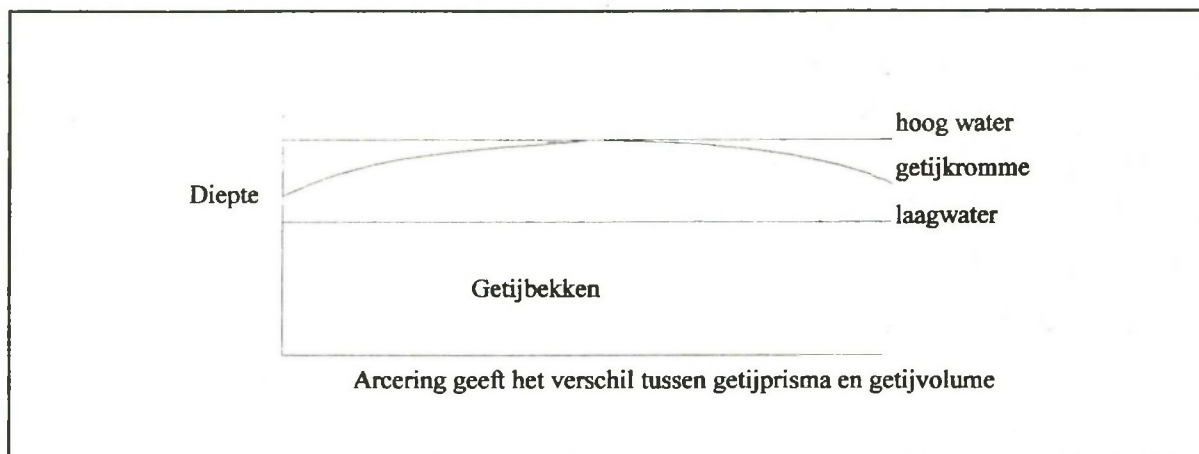 hoog water
getijkromme
Diepte
laagwater
Getijbekken
Arcering geeft het verschil tussen getijprisma en getijvolume